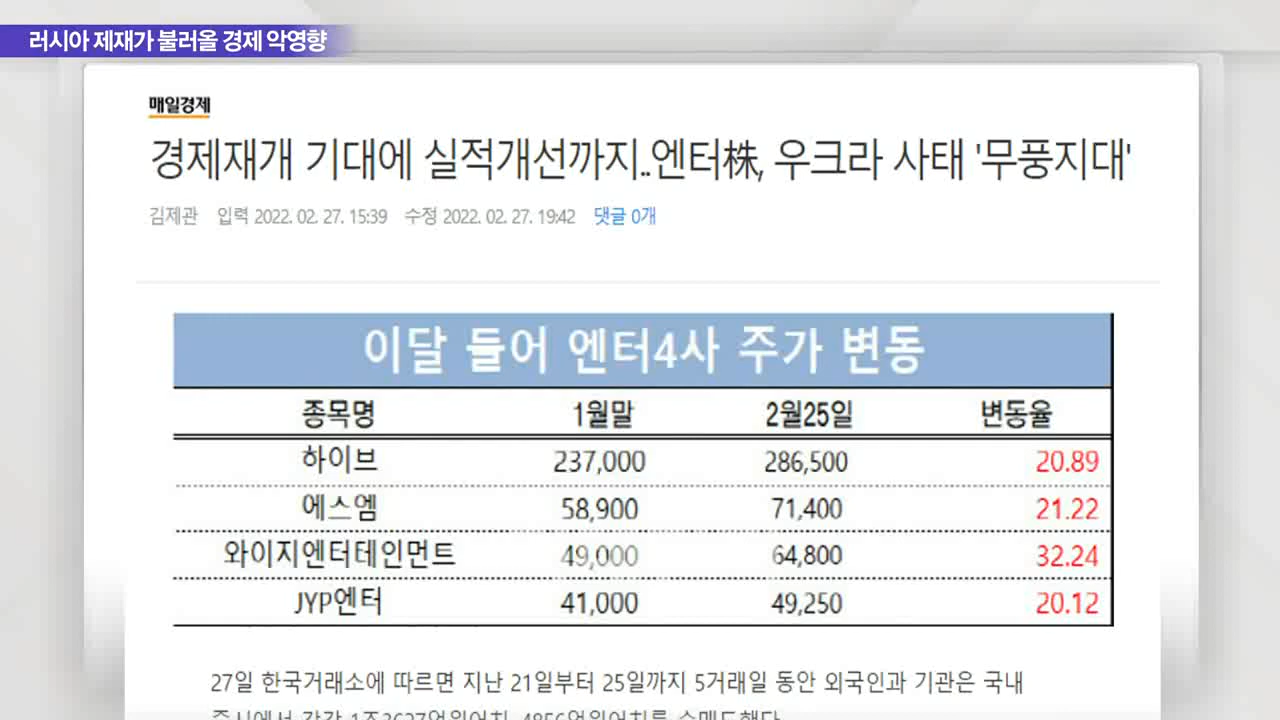 러시아 제재가 불러올 경제 악영향
매일경제
경제재개 기대에 실적개선까지..엔터株, 우크라 사태 '무풍지대'
김제관 입력 2022. 02. 27. 15:39 수정 2022. 02. 27. 19:42 댓글 0개
이달 들어 엔터4사 주가 변동
종목명 1월말 2월25일 변동율
하이브 237,000 286,500 20.89
에스엠 58,900 71,400 21.22
와이지엔터테인먼트 49,000 64,800 32.24
JYP엔터 41,000 49,250 20.12
27일 한국거래소에 따르면 지난 21일부터 25일까지 5거래일 동안 외국인과 기관은 국내